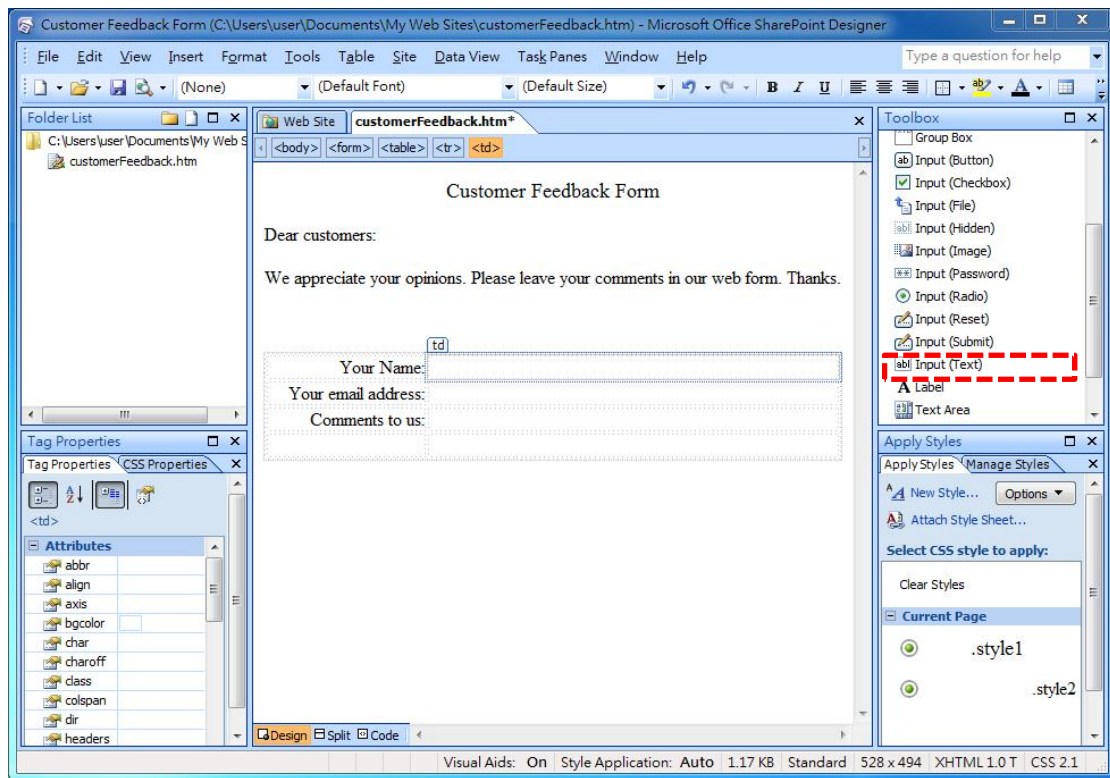 Customer Feedback Form (C:\Users\user\Documents\My Web Sites\customerFeedback.htm) - Microsoft Office SharePoint Designer
File Edit View Insert Format Tools Table Site Data View Task Panes Window Help Type a question for help
(None) (Default Font) (Default Size) B I U ab A
Folder List
C:\Users\user\Documents\My Web S
customerFeedback.htm
Web Site customerFeedback.htm*
<body> <form> <table> <tr> <td>
Customer Feedback Form
Dear customers:
We appreciate your opinions. Please leave your comments in our web form. Thanks.
td
Your Name:
Your email address:
Comments to us:
Toolbox
Group Box
Input (Button)
Input (Checkbox)
Input (File)
Input (Hidden)
Input (Image)
Input (Password)
Input (Radio)
Input (Reset)
Input (Submit)
Input (Text)
A Label
Text Area
Tag Properties
Tag Properties CSS Properties
<td>
Attributes
abbr
align
axis
bgcolor
char
charoff
class
colspan
dir
headers
Apply Styles
Apply Styles Manage Styles
New Style... Options
Attach Style Sheet...
Select CSS style to apply:
Clear Styles
Current Page
.style1
.style2
Design Split Code
Visual Aids: On Style Application: Auto 1.17 KB Standard 528 x 494 XHTML 1.0 T CSS 2.1